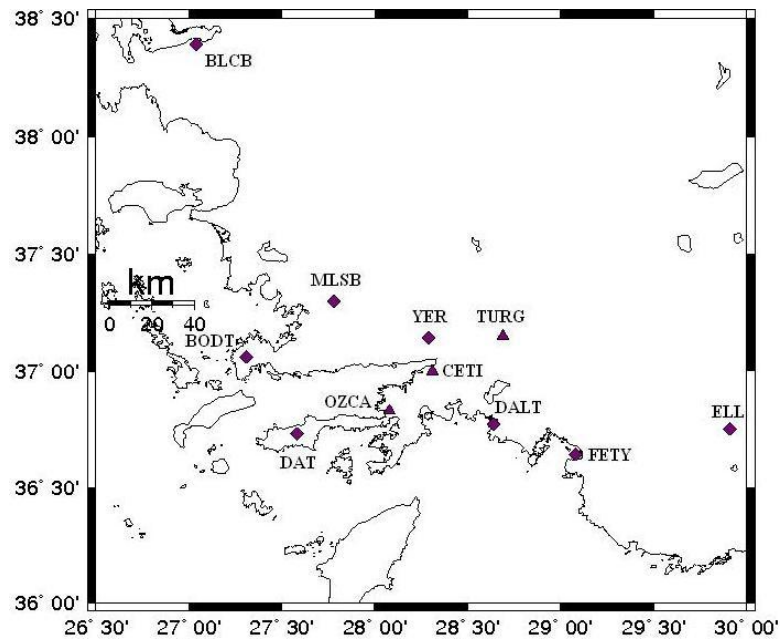 38° 30'
BLCB
38° 00'
37° 30'
km
0 20 40
MLSB
YER TURG
BODT
37° 00'
CETI
OZCA
DALT
ELL
DAT
FETY
36° 30'
36° 00'
26° 30' 27° 00' 27° 30' 28° 00' 28° 30' 29° 00' 29° 30' 30° 00'